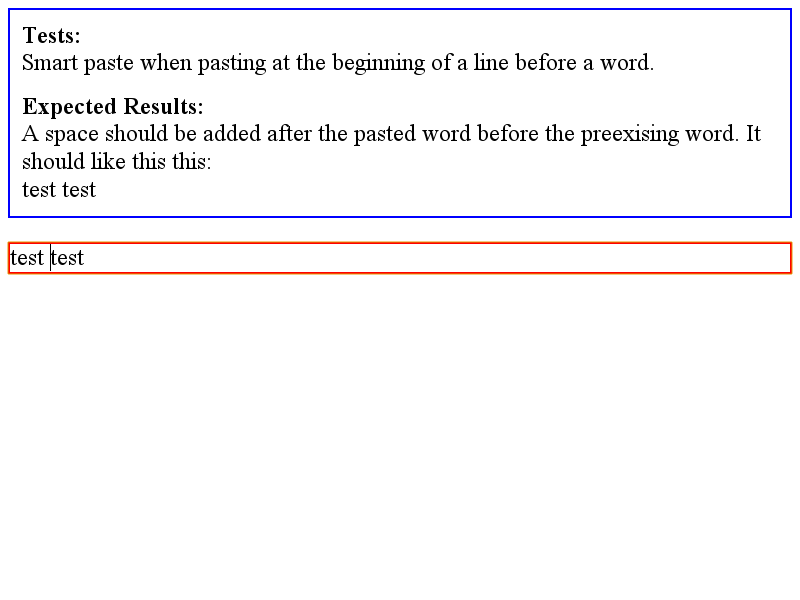 Tests:
Smart paste when pasting at the beginning of a line before a word.
Expected Results:
A space should be added after the pasted word before the preexising word. It
should like this this:
test test
test test